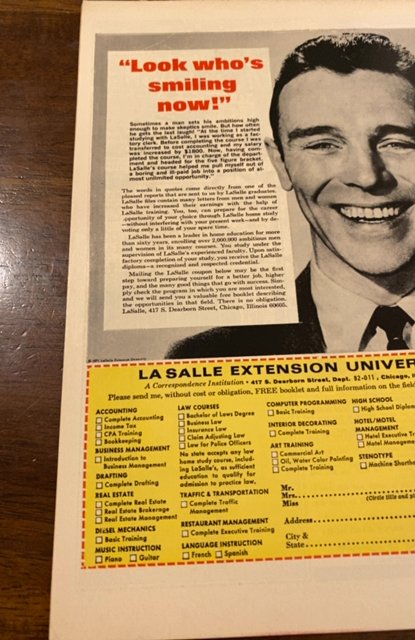 “Look who's
smiling
now!”
Sometimes a man sets his ambitions high
enough to make skeptics smile. But how often
he gets the last laugh! “At the time I started
studying with LaSalle, I was working as a fac-
tory clerk. Before completing the course I was
transferred to cost accounting and my salary
was increased by $1800. Now, having com-
pleted the course, I'm in charge of the depart-
ment and headed for the five figure bracket.
LaSalle's course helped me pull myself out of
a boring and ill-paid job into a position of al-
most unlimited opportunity.”
The words in quotes come directly from one of the
pleased reports that are sent to us by LaSalle graduates.
LaSalle files contain many letters from men and women
who have increased their earnings with the help of
LaSalle training. You, too, can prepare for the career
opportunity of your choice through LaSalle home study
—without interfering with your present work—and by de-
voting only a little of your spare time.
LaSalle has been a leader in home education for more
than sixty years, enrolling over 2,000,000 ambitious men
and women in its many courses. You study under the
supervision of LaSalle's experienced faculty. Upon satis-
factory completion of your study, you receive the LaSalle
diploma—a recognized and respected credential.
Mailing the LaSalle coupon below may be the first
step toward preparing yourself for a better job, higher
pay, and the many good things that go with success. Sim-
ply check the program in which you are most interested,
and we will send you a valuable free booklet describing
the opportunities in that field. There is no obligation.
LaSalle, 417 S. Dearborn Street, Chicago, Illinois 60605.
LA SALLE EXTENSION UNIVER
A Correspondence Institution • 417 S. Dearborn Street, Dept. 82-011, Chicago,
Please send me, without cost or obligation, FREE booklet and full information on the field
ACCOUNTING
Complete Accounting
Income Tax
CPA Training
Bookkeeping
BUSINESS MANAGEMENT
Introduction to
Business Management
DRAFTING
Complete Drafting
REAL ESTATE
Complete Real Estate
Real Estate Brokerage
Real Estate Management
DIESEL MECHANICS
Basic Training
MUSIC INSTRUCTION
Piano Guitar
LAW COURSES
Bachelor of Laws Degree
Business Law
Insurance Law
Claim Adjusting Law
Law for Police Officers
No state accepts any law
home study course, includ-
ing LaSalle's, as sufficient
education to qualify for
admission to practice law.
TRAFFIC & TRANSPORTATION
Complete Traffic
Management
RESTAURANT MANAGEMENT
Complete Executive Training
LANGUAGE INSTRUCTION
French Spanish
COMPUTER PROGRAMMING
Basic Training
INTERIOR DECORATING
Complete Training
ART TRAINING
Commercial Art
Oil, Water Color Painting
Complete Training
HIGH SCHOOL
High School Diplom
HOTEL/MOTEL
MANAGEMENT
Hotel Executive Tr
Motel Managemen
STENOTYPE
Machine Shortha
Mr.
Mrs.
Miss
(Circle title and
Address
City &
State